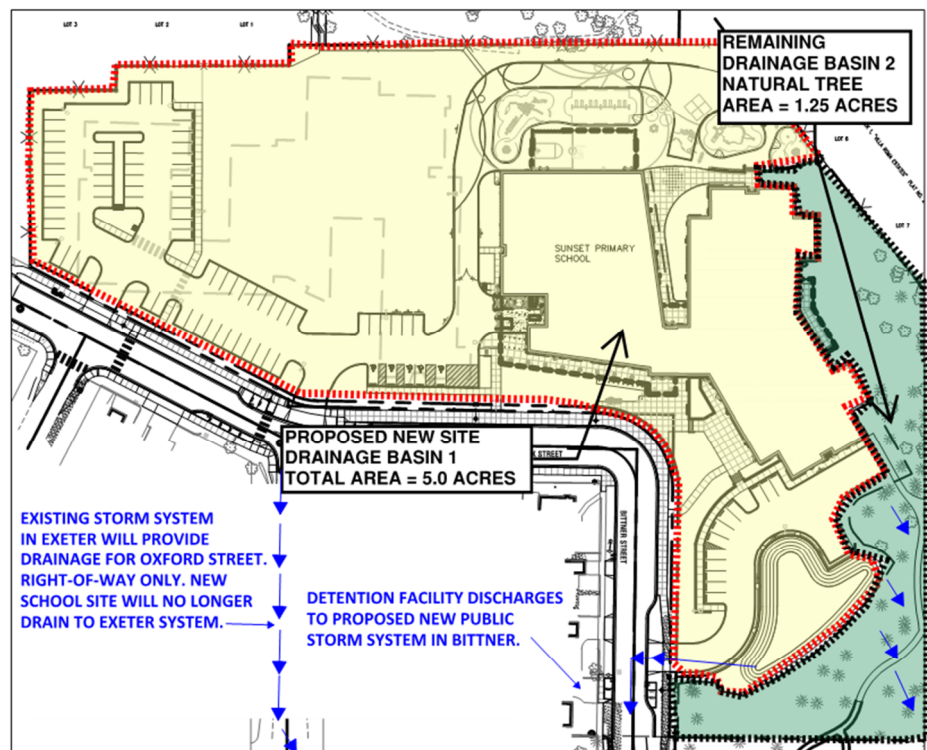 LOT 3
LOT 2
LOT 1
REMAINING
DRAINAGE BASIN 2
NATURAL TREE
AREA = 1.25 ACRES
LOT 6
LOT 7
SUNSET PRIMARY
SCHOOL
PROPOSED NEW SITE
DRAINAGE BASIN 1
TOTAL AREA = 5.0 ACRES
STREET
BITTNER STREET
EXISTING STORM SYSTEM
IN EXETER WILL PROVIDE
DRAINAGE FOR OXFORD STREET.
RIGHT-OF-WAY ONLY. NEW
SCHOOL SITE WILL NO LONGER
DRAIN TO EXETER SYSTEM.
DETENTION FACILITY DISCHARGES
TO PROPOSED NEW PUBLIC
STORM SYSTEM IN BITTNER.